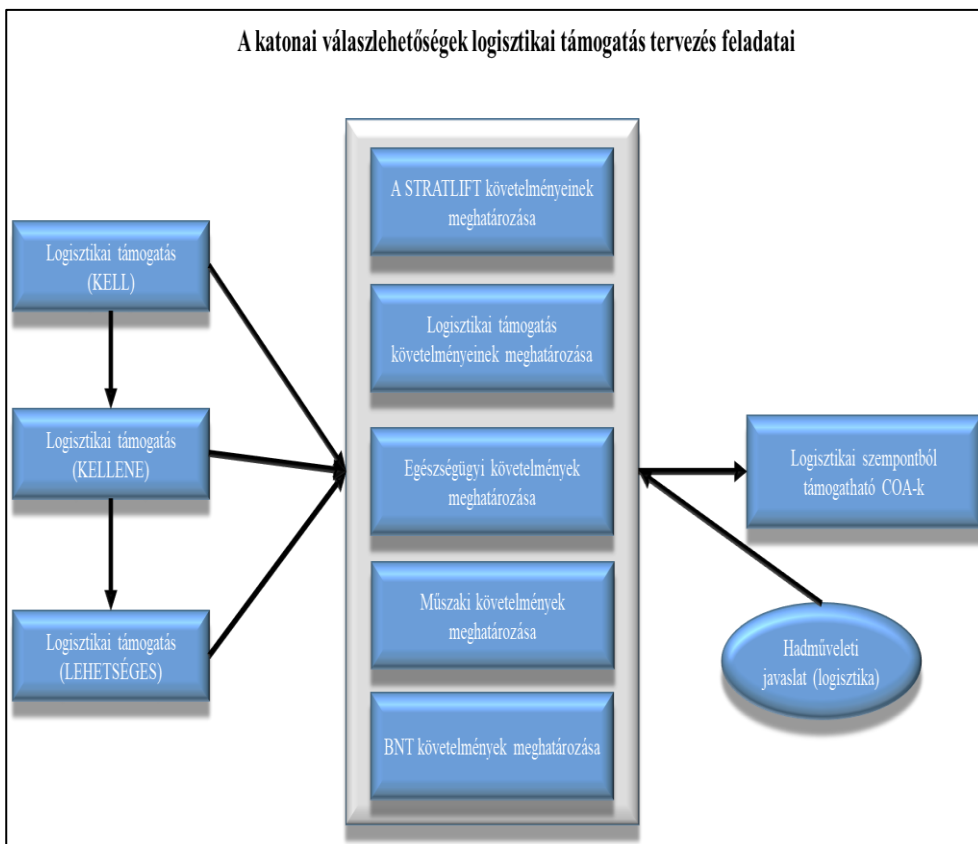 A katonai válaszlehetőségek logisztikai támogatás tervezés feladatai
Logisztikai támogatás
(KELL)
Logisztikai támogatás
(KELLENE)
Logisztikai támogatás
(LEHETSÉGES)
A STRATLIFT követelményeinek
meghatározása
Logisztikai támogatás
követelményeinek meghatározása
Egészségügyi követelmények
meghatározása
Műszaki követelmények
meghatározása
BNT követelmények meghatározása
Logisztikai szempontból
támogatható COA-k
Hadműveleti
javaslat (logisztika)